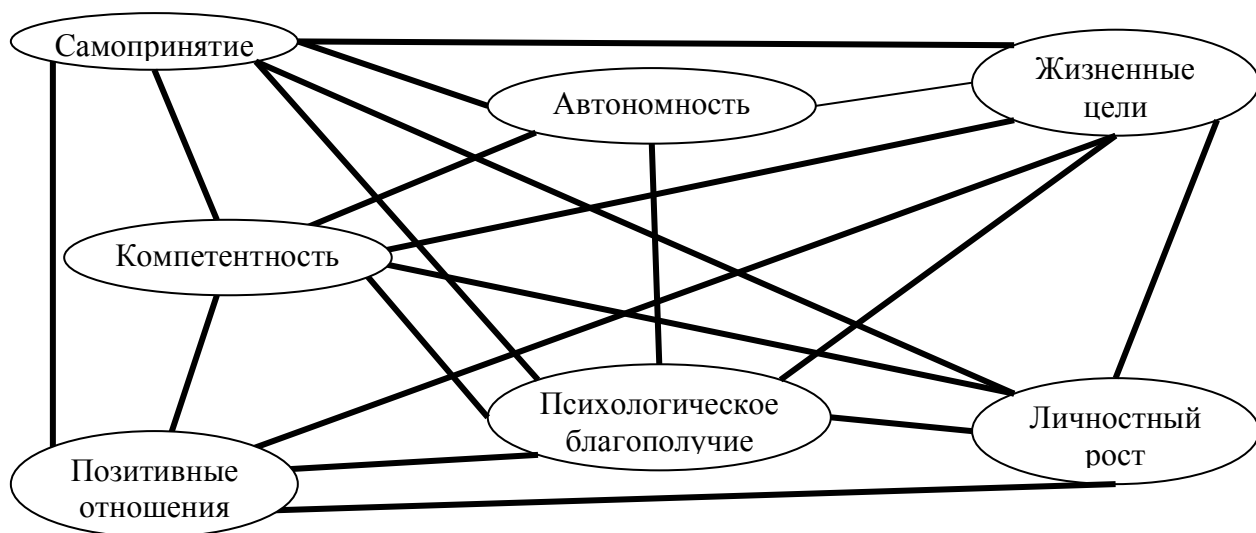 Самопринятие
Жизненные
цели
Автономность
Компетентность
Психологическое
благополучие
Личностный
рост
Позитивные
отношения